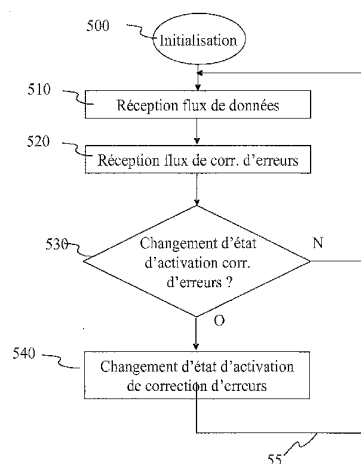 500
Initialisation
510
Réception flux de données
520
Réception flux de corr. d'erreurs
530
Changement d'état
d'activation corr.
d'erreurs ?
N
O
540
Changement d'état d'activation
de correction d'erreurs
55